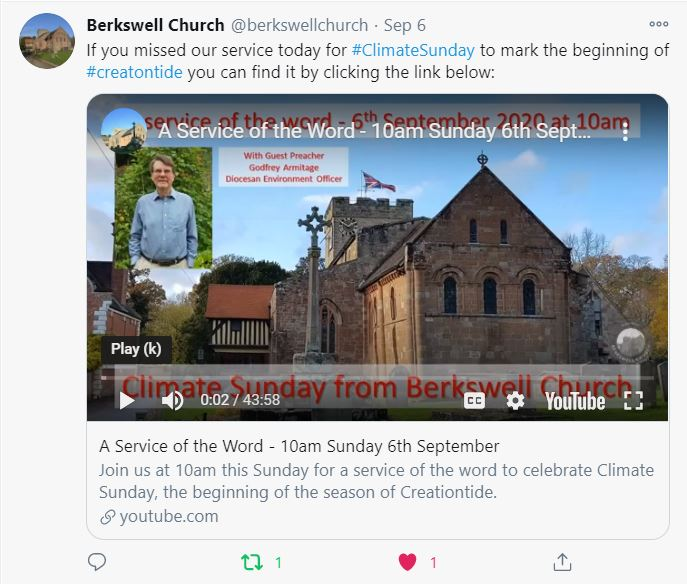 Berkswell Church @berkswellchurch · Sep 6
If you missed our service today for #ClimateSunday to mark the beginning of
#creatontide you can find it by clicking the link below:
service of the word - 6th September 2020 at 10am
A Service of the Word - 10am Sunday 6th Sept...
With Guest Preacher
Godfrey Armitage
Diocesan Environment Officer
Play (k)
Climate Sunday from Berkswell Church
0:02 / 43:58
CC
YouTube
A Service of the Word - 10am Sunday 6th September
Join us at 10am this Sunday for a service of the word to celebrate Climate
Sunday, the beginning of the season of Creationtide.
youtube.com
1
1